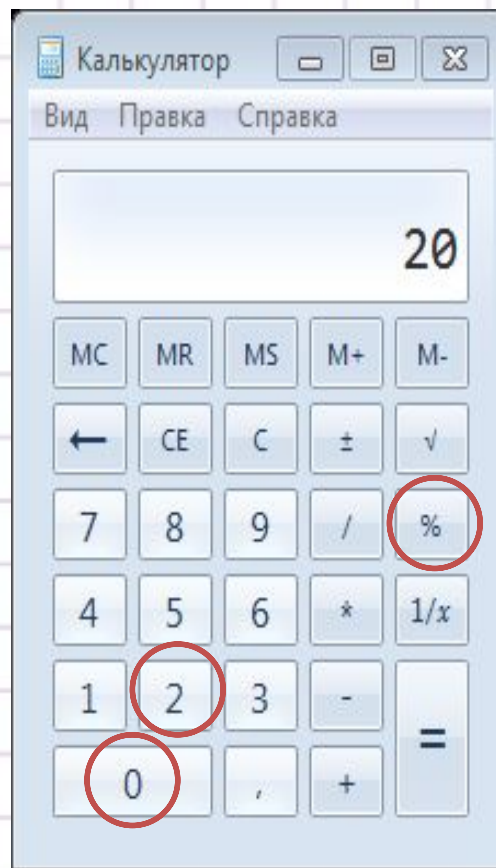 Калькулятор
Вид Правка Справка
20
MC MR MS M+ M-
← CE C ± √
7 8 9 / %
4 5 6 * 1/x
1 2 3 - =
0 , +